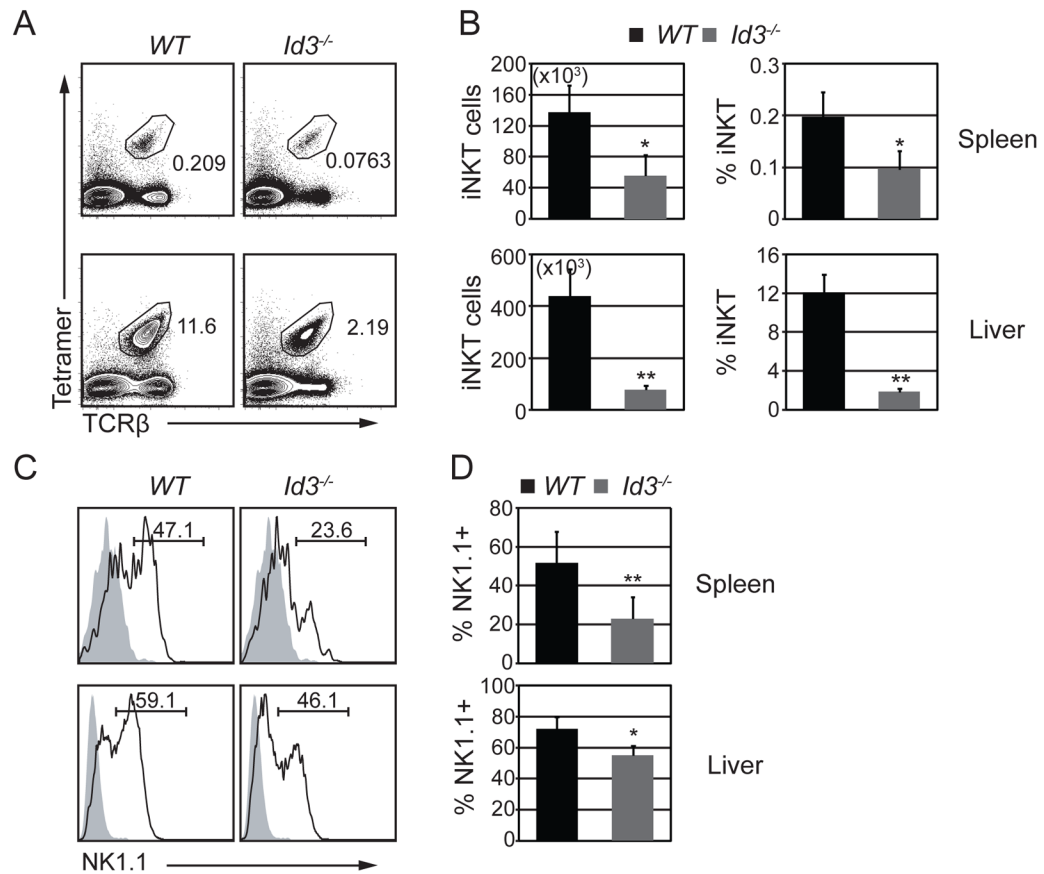 A
WT Id3-/-
0.209
0.0763
11.6
2.19
Tetramer
TCRβ
B
WT Id3-/-
(x10³)
iNKT cells
200
160
120
80
40
0
*
% iNKT
0.3
0.2
0.1
0
*
Spleen
(x10³)
iNKT cells
600
400
200
0
**
% iNKT
16
12
8
4
0
**
Liver
C
WT Id3-/-
47.1
23.6
59.1
46.1
NK1.1
D
WT Id3-/-
% NK1.1+
80
60
40
20
0
**
Spleen
% NK1.1+
100
80
60
40
20
0
*
Liver